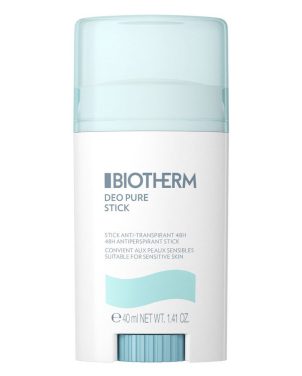 BIOTHERM
DEO PURE
STICK
STICK ANTI-TRANSPIRANT 48H
48H ANTIPERSPIRANT STICK
CONVIENT AUX PEAUX SENSIBLES
SUITABLE FOR SENSITIVE SKIN
℮ 40 ml NET WT. 1.41 OZ.